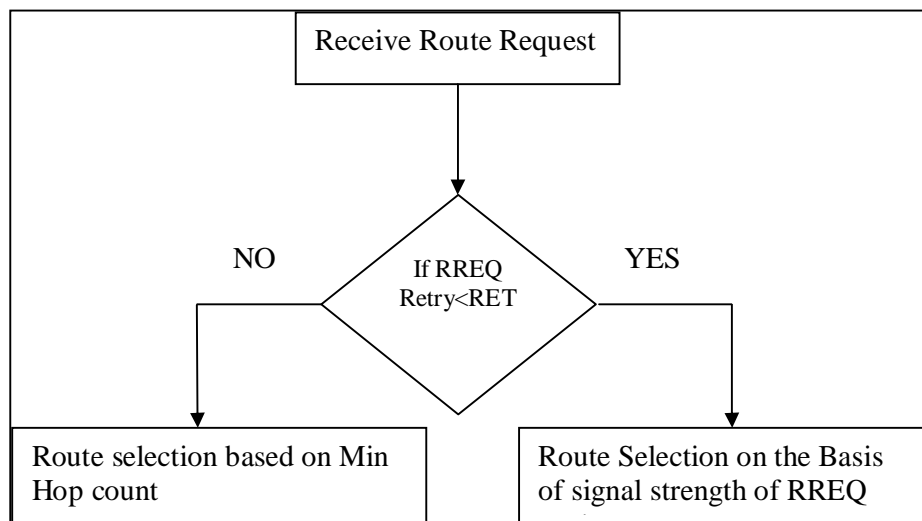 Receive Route Request
NO
YES
If RREQ
Retry<RET
Route selection based on Min
Hop count
Route Selection on the Basis
of signal strength of RREQ